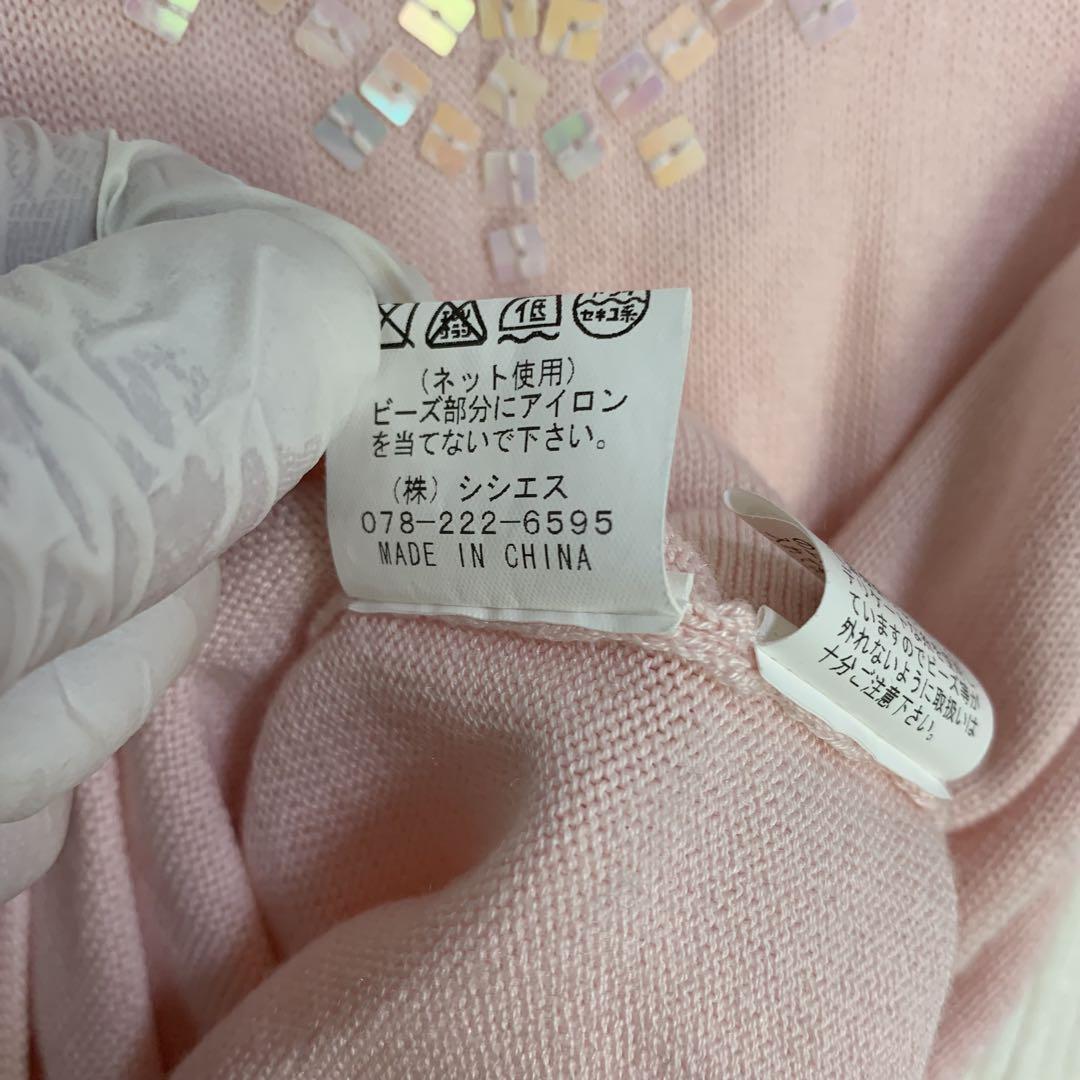 低
セキユ系
(ネット使用)
ビーズ部分にアイロン
を当てないで下さい。
(株) シシエス
078-222-6595
MADE IN CHINA
ていますのでビーズ等が
外れないように取扱いは
十分ご注意下さい。